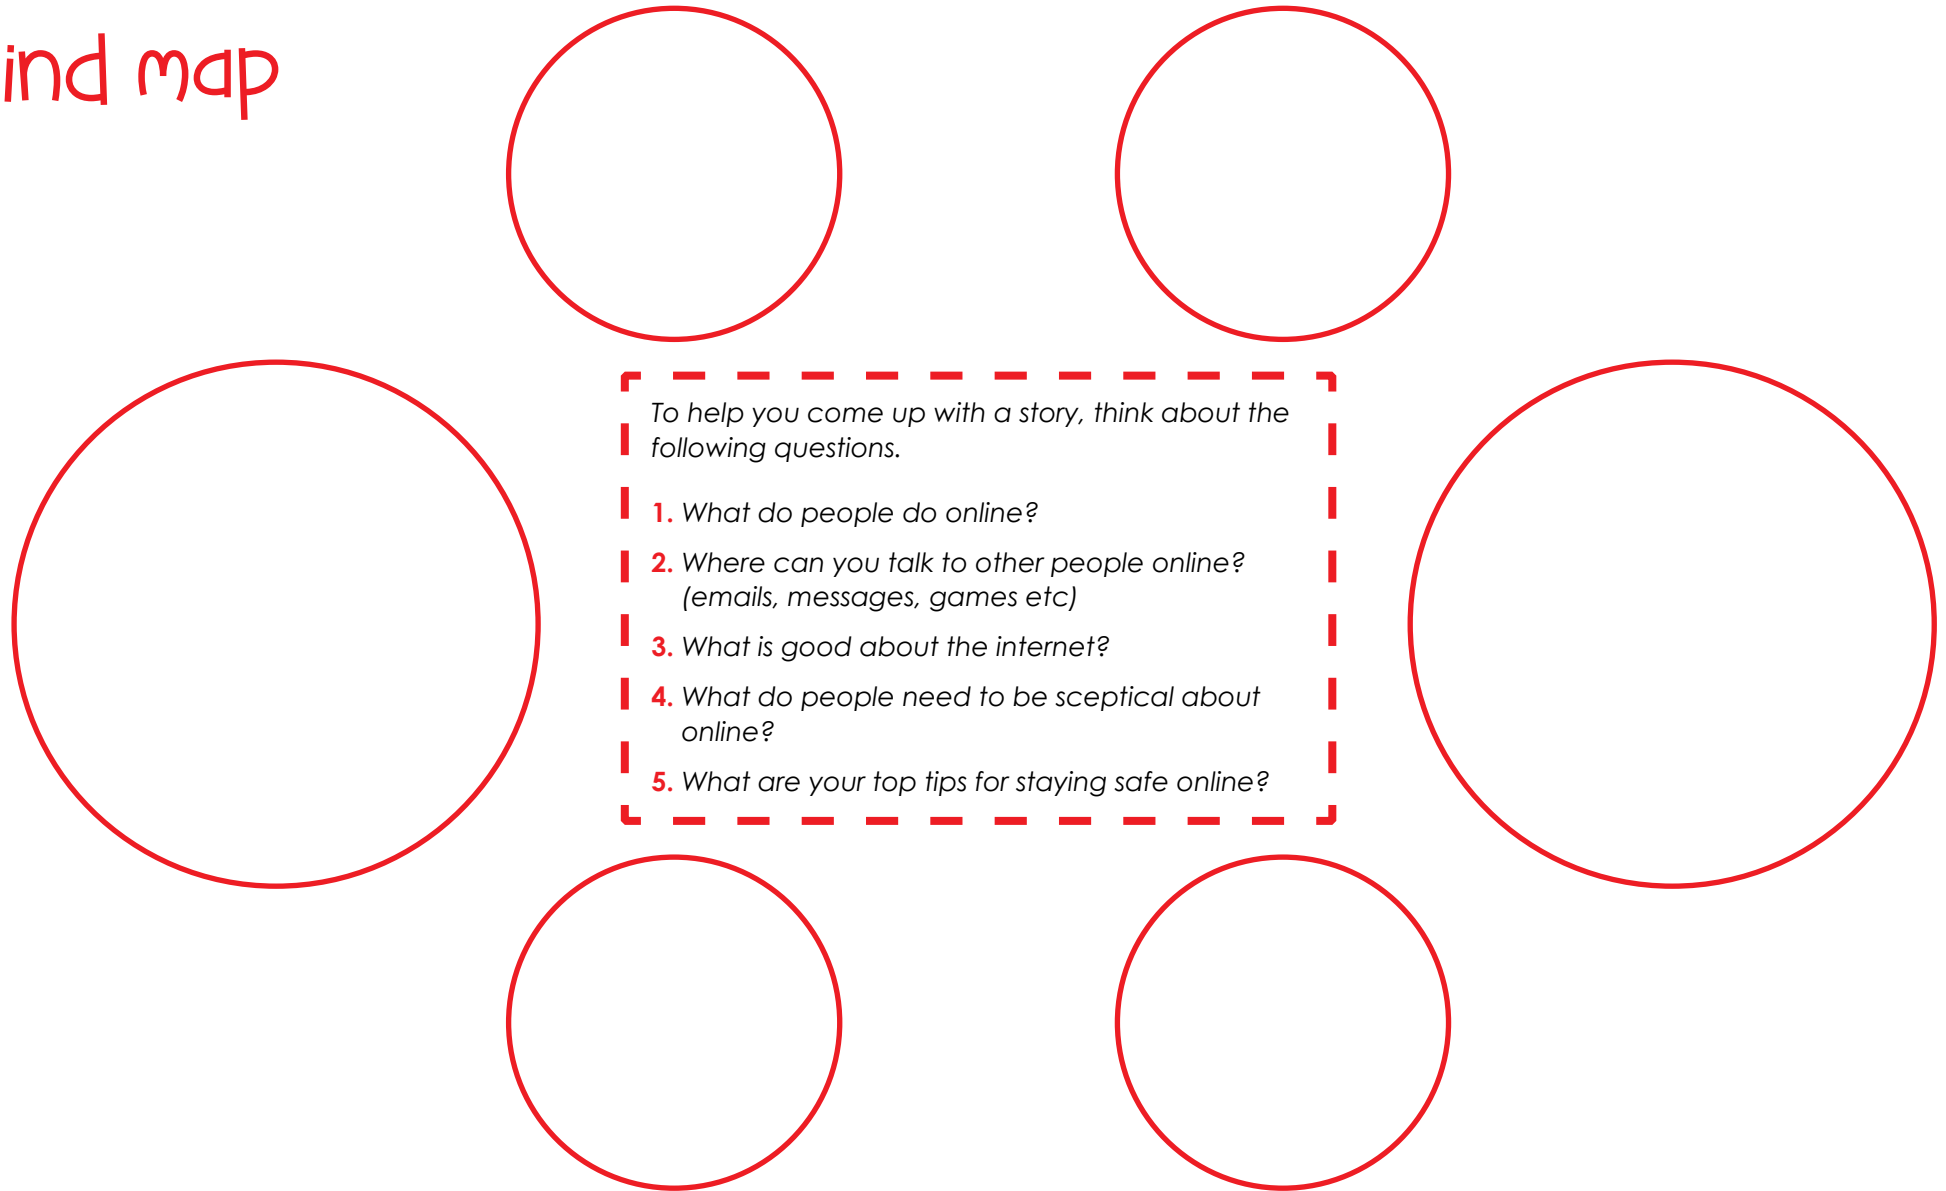 ind map
To help you come up with a story, think about the
following questions.
1. What do people do online?
2. Where can you talk to other people online?
(emails, messages, games etc)
3. What is good about the internet?
4. What do people need to be sceptical about
online?
5. What are your top tips for staying safe online?